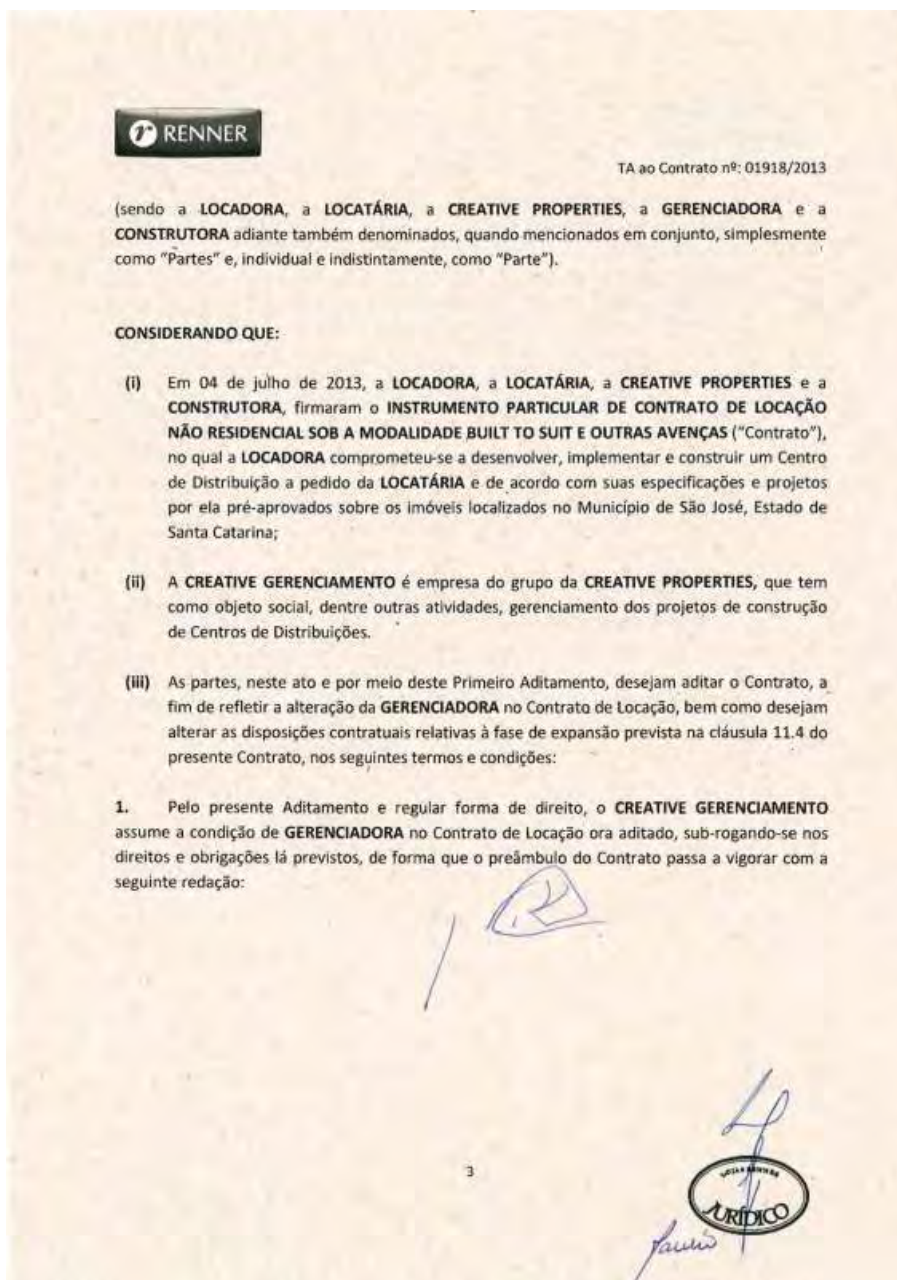 RENNER
TA ao Contrato nº: 01918/2013
(sendo a LOCADORA, a LOCATÁRIA, a CREATIVE PROPERTIES, a GERENCIADORA e a
CONSTRUTORA adiante também denominados, quando mencionados em conjunto, simplesmente
como "Partes" e, individual e indistintamente, como "Parte").
CONSIDERANDO QUE:
(i) Em 04 de julho de 2013, a LOCADORA, a LOCATÁRIA, a CREATIVE PROPERTIES e a
CONSTRUTORA, firmaram o INSTRUMENTO PARTICULAR DE CONTRATO DE LOCAÇÃO
NÃO RESIDENCIAL SOB A MODALIDADE BUILT TO SUIT E OUTRAS AVENÇAS ("Contrato"),
no qual a LOCADORA comprometeu-se a desenvolver, implementar e construir um Centro
de Distribuição a pedido da LOCATÁRIA e de acordo com suas especificações e projetos
por ela pré-aprovados sobre os imóveis localizados no Município de São José, Estado de
Santa Catarina;
(ii) A CREATIVE GERENCIAMENTO é empresa do grupo da CREATIVE PROPERTIES, que tem
como objeto social, dentre outras atividades, gerenciamento dos projetos de construção
de Centros de Distribuições.
(iii) As partes, neste ato e por meio deste Primeiro Aditamento, desejam aditar o Contrato, a
fim de refletir a alteração da GERENCIADORA no Contrato de Locação, bem como desejam
alterar as disposições contratuais relativas à fase de expansão prevista na cláusula 11.4 do
presente Contrato, nos seguintes termos e condições:
1. Pelo presente Aditamento e regular forma de direito, o CREATIVE GERENCIAMENTO
assume a condição de GERENCIADORA no Contrato de Locação ora aditado, sub-rogando-se nos
direitos e obrigações lá previstos, de forma que o preâmbulo do Contrato passa a vigorar com a
seguinte redação:
3
LOJAS RENNER
JURÍDICO